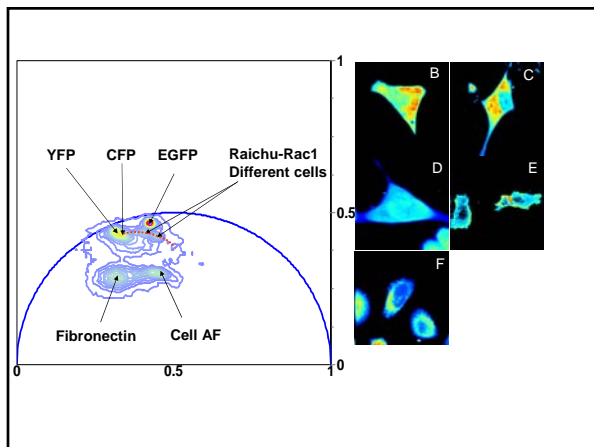 1
B
C
YFP
CFP
EGFP
Raichu-Rac1
Different cells
D
E
0.5
F
Fibronectin
Cell AF
0
0
0.5
1